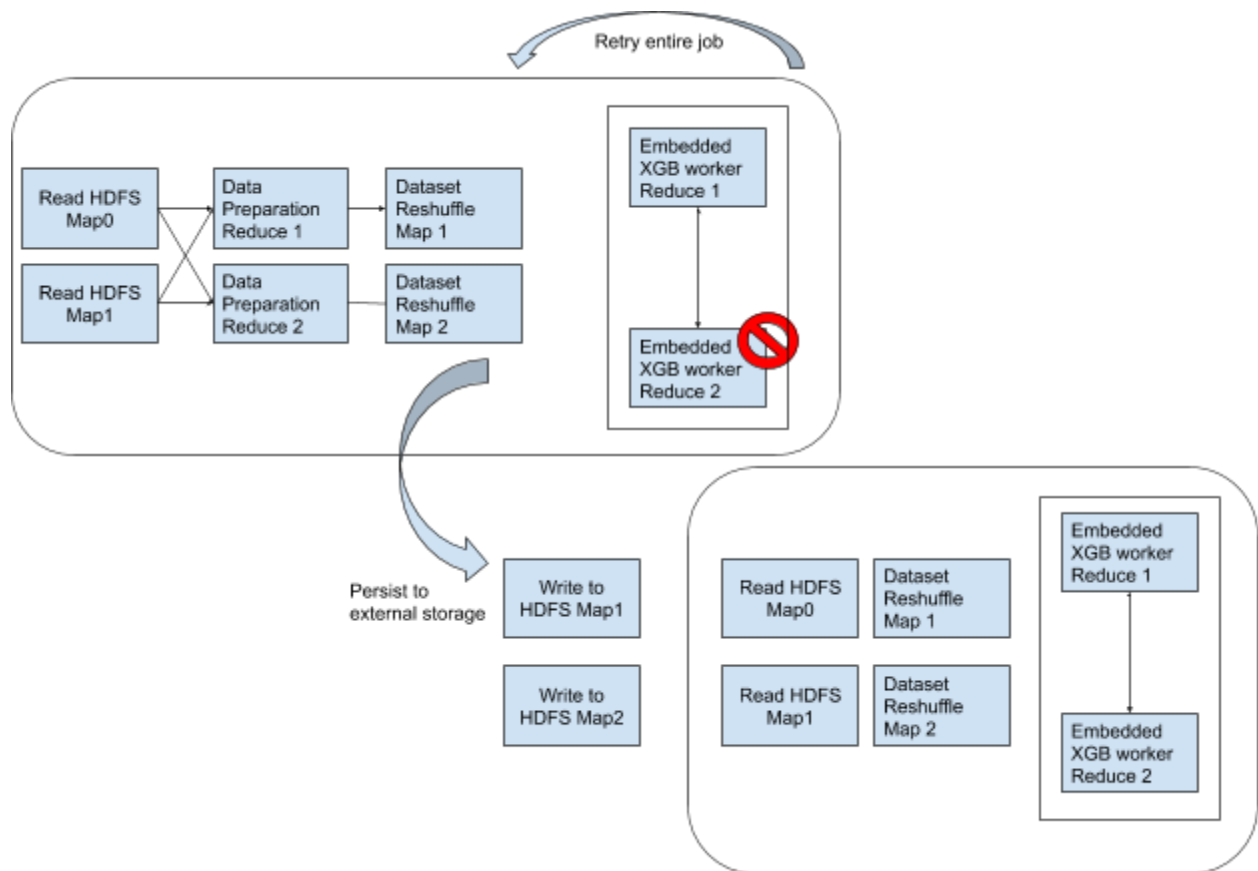 Retry entire job
Embedded
XGB worker
Reduce 1
Read HDFS
Map0
Data
Preparation
Reduce 1
Dataset
Reshuffle
Map 1
Read HDFS
Map1
Data
Preparation
Reduce 2
Dataset
Reshuffle
Map 2
Embedded
XGB worker
Reduce 2
Persist to
external storage
Write to
HDFS Map1
Read HDFS
Map0
Dataset
Reshuffle
Map 1
Embedded
XGB worker
Reduce 1
Write to
HDFS Map2
Read HDFS
Map1
Dataset
Reshuffle
Map 2
Embedded
XGB worker
Reduce 2